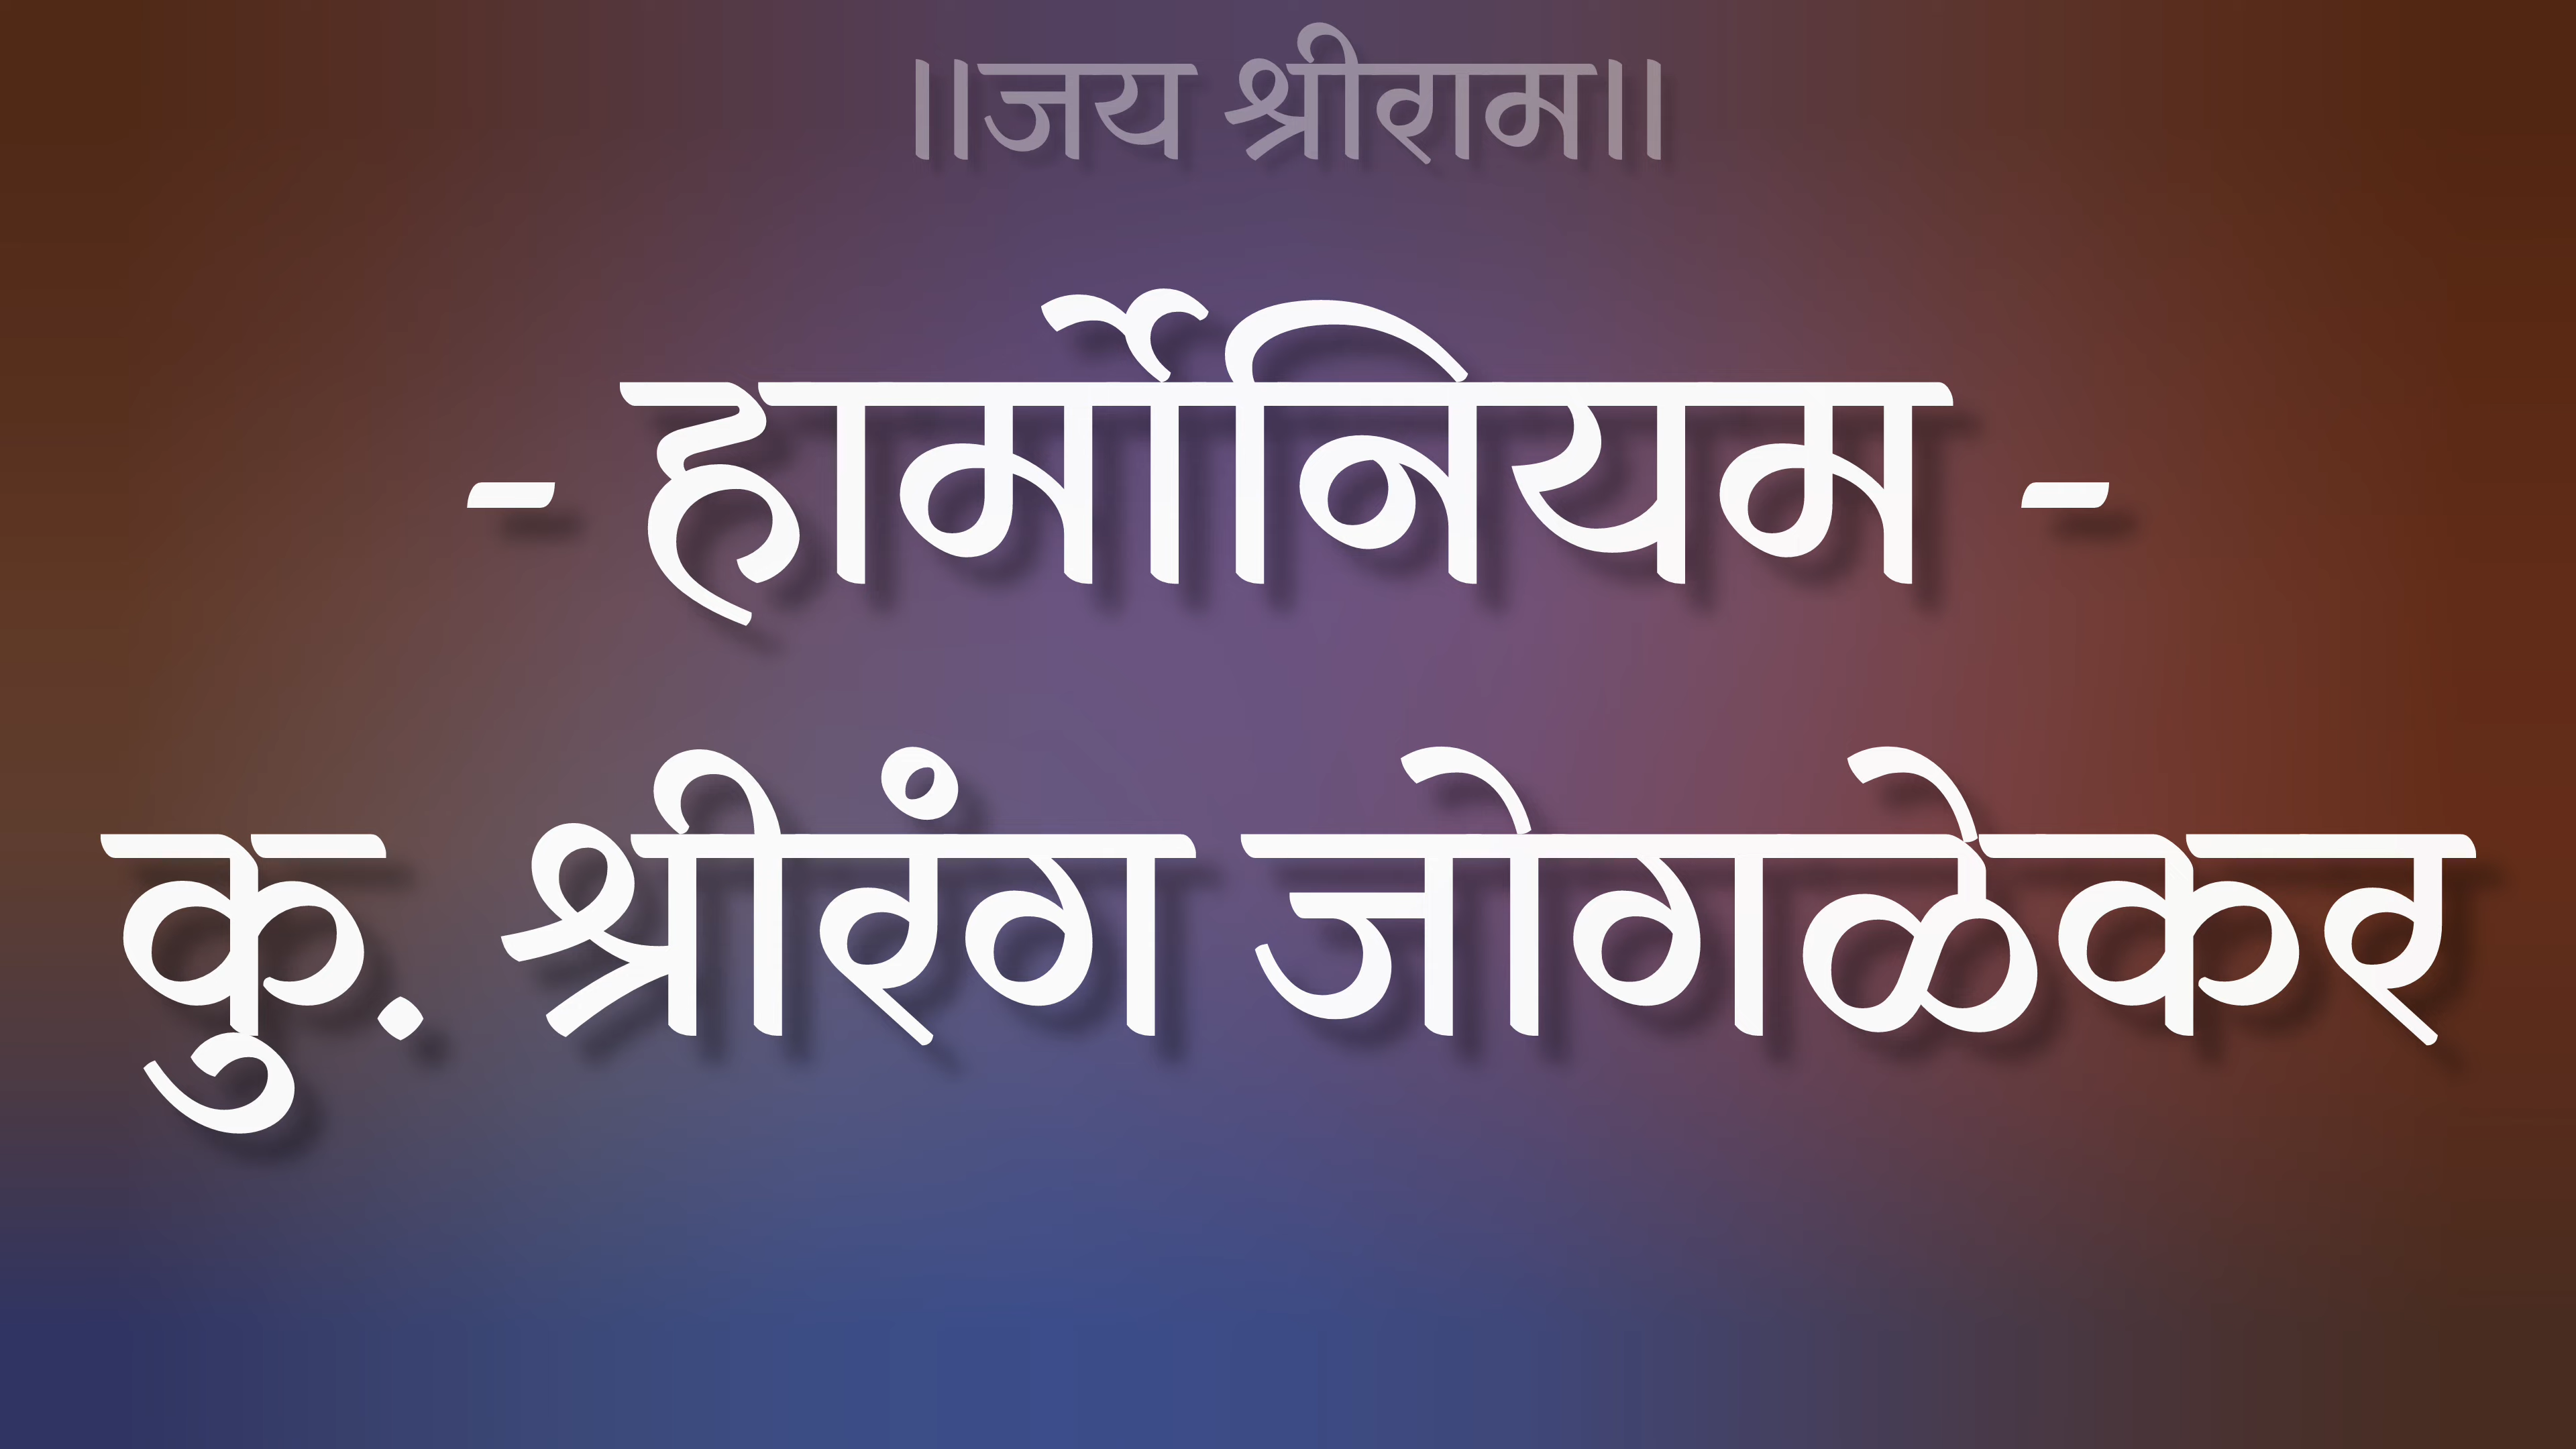 ॥जय श्रीराम॥
- हार्मोनियम -
कु. श्रीरंग जोगळेकर